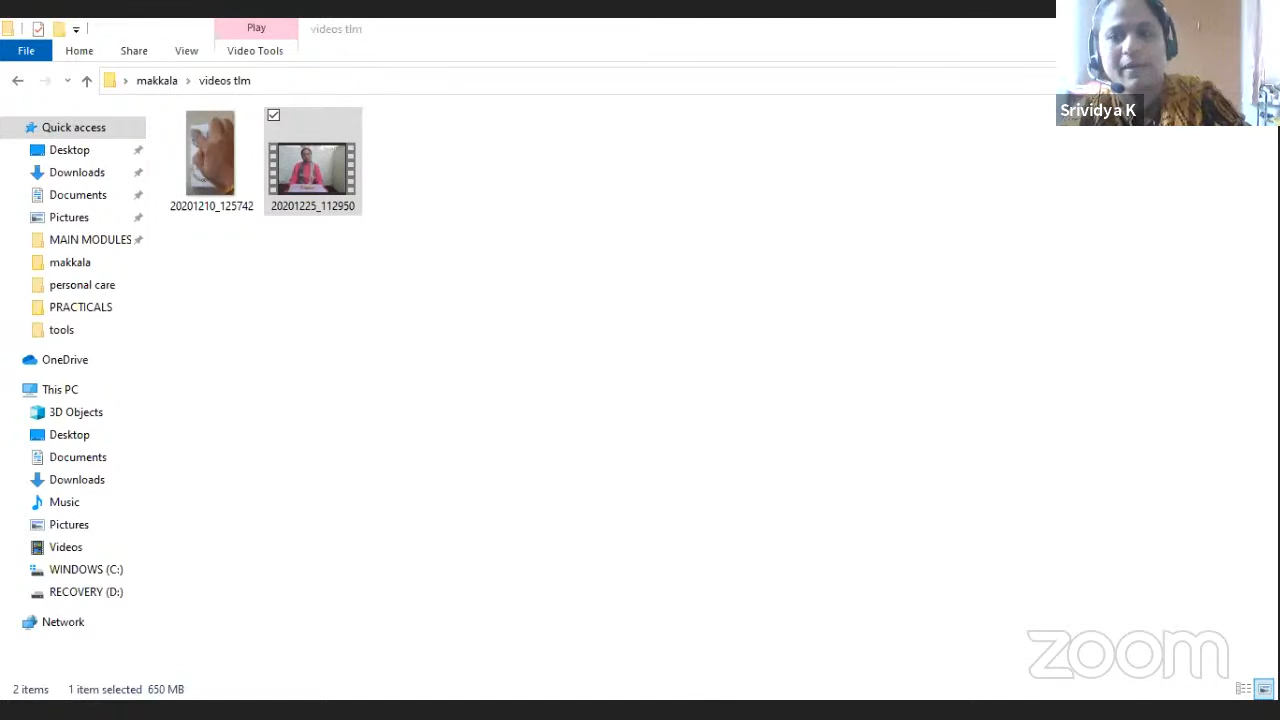 Play
videos tlm
File
Home
Share
View
Video Tools
makkala
videos tlm
Srividya K
Quick access
Desktop
Downloads
Documents
Pictures
MAIN MODULES
makkala
personal care
PRACTICALS
tools
OneDrive
This PC
3D Objects
Desktop
Documents
Downloads
Music
Pictures
Videos
WINDOWS (C:)
RECOVERY (D:)
Network
20201210_125742
20201225_112950
zoom
2 items 1 item selected 650 MB